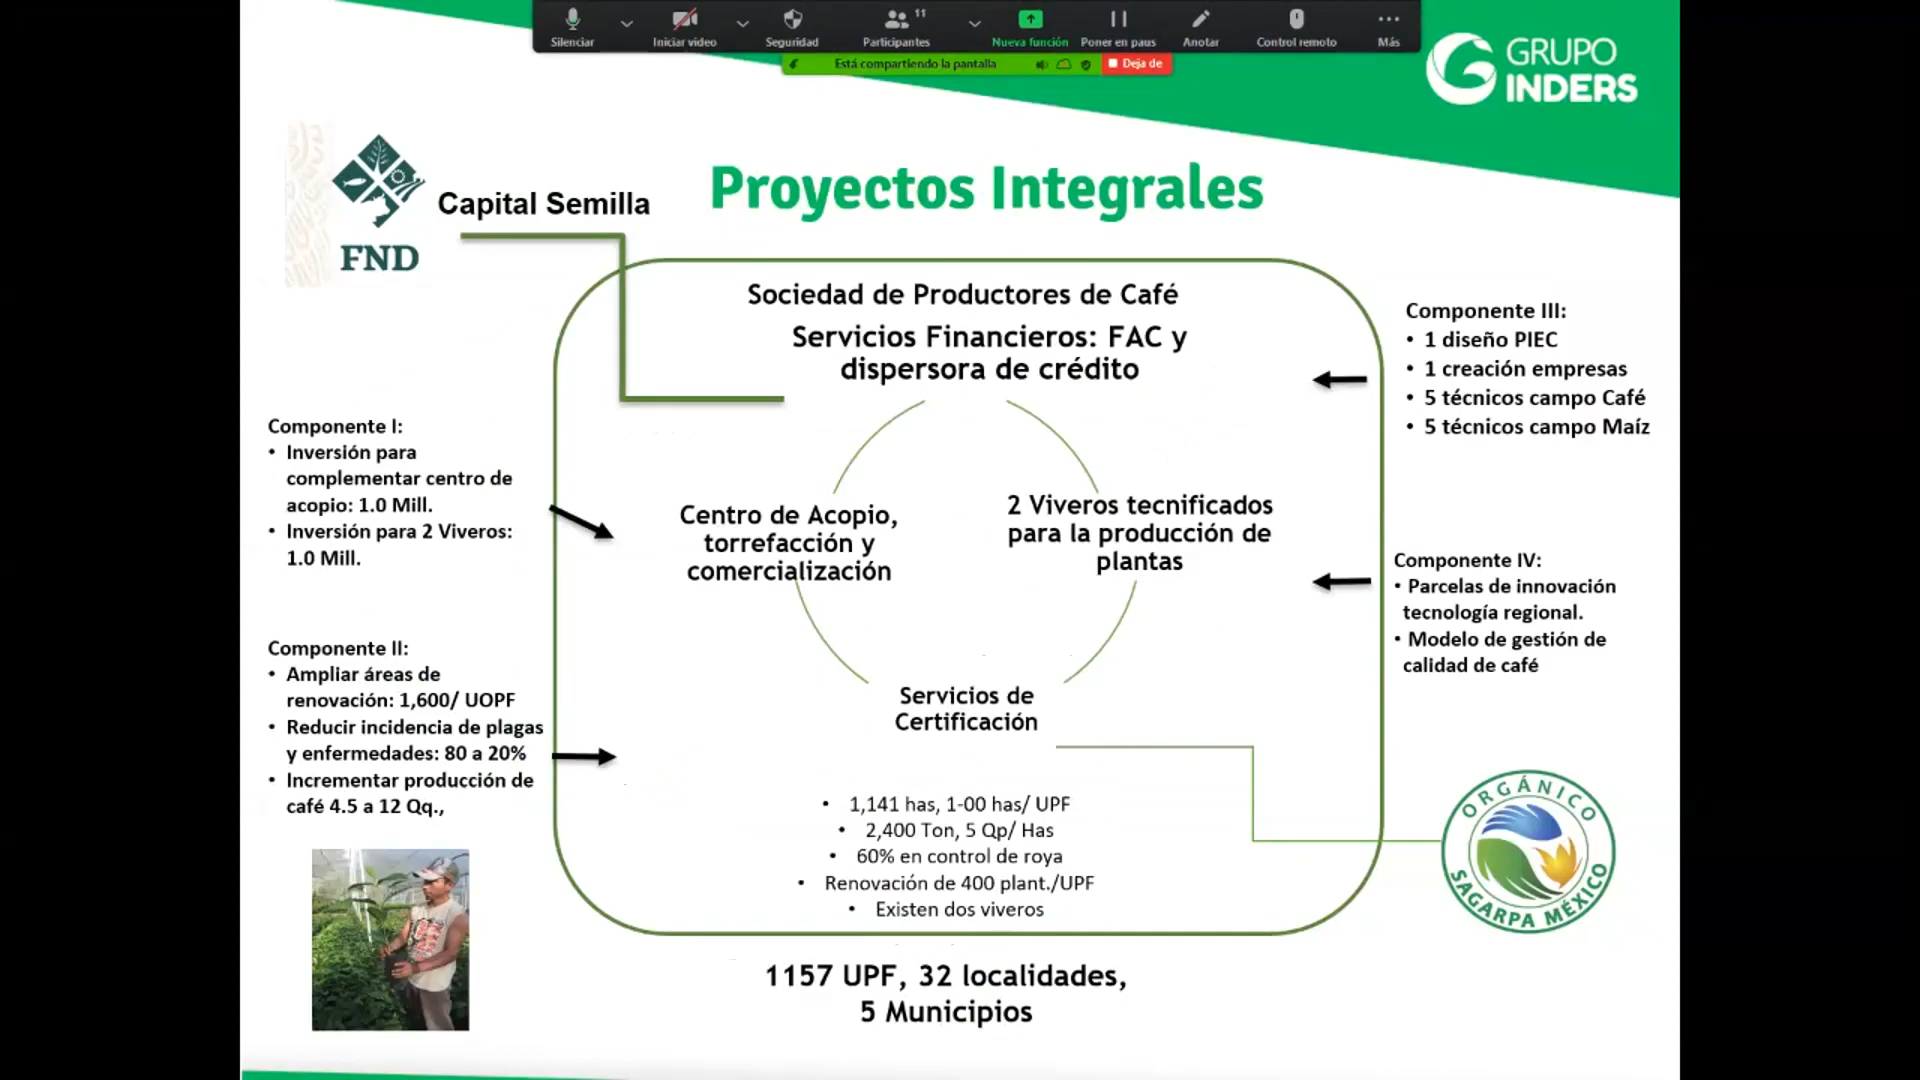 Silenciar
Iniciar video
Seguridad
11
Participantes
Nueva función
Poner en paus
Anotar
Control remoto
Más
Está compartiendo la pantalla
Deja de
GRUPO
INDERS
FND
Capital Semilla
Proyectos Integrales
Sociedad de Productores de Café
Servicios Financieros: FAC y
dispersora de crédito
Componente III:
• 1 diseño PIEC
• 1 creación empresas
• 5 técnicos campo Café
• 5 técnicos campo Maíz
Componente I:
• Inversión para
complementar centro de
acopio: 1.0 Mill.
• Inversión para 2 Viveros:
1.0 Mill.
Centro de Acopio,
torrefacción y
comercialización
2 Viveros tecnificados
para la producción de
plantas
Componente IV:
• Parcelas de innovación
tecnología regional.
• Modelo de gestión de
calidad de café
Componente II:
• Ampliar áreas de
renovación: 1,600/ UOPF
• Reducir incidencia de plagas
y enfermedades: 80 a 20%
• Incrementar producción de
café 4.5 a 12 Qq.,
Servicios de
Certificación
• 1,141 has, 1-00 has/ UPF
• 2,400 Ton, 5 Qp/ Has
• 60% en control de roya
• Renovación de 400 plant./UPF
• Existen dos viveros
ORGÁNICO
SAGARPA MÉXICO
1157 UPF, 32 localidades,
5 Municipios